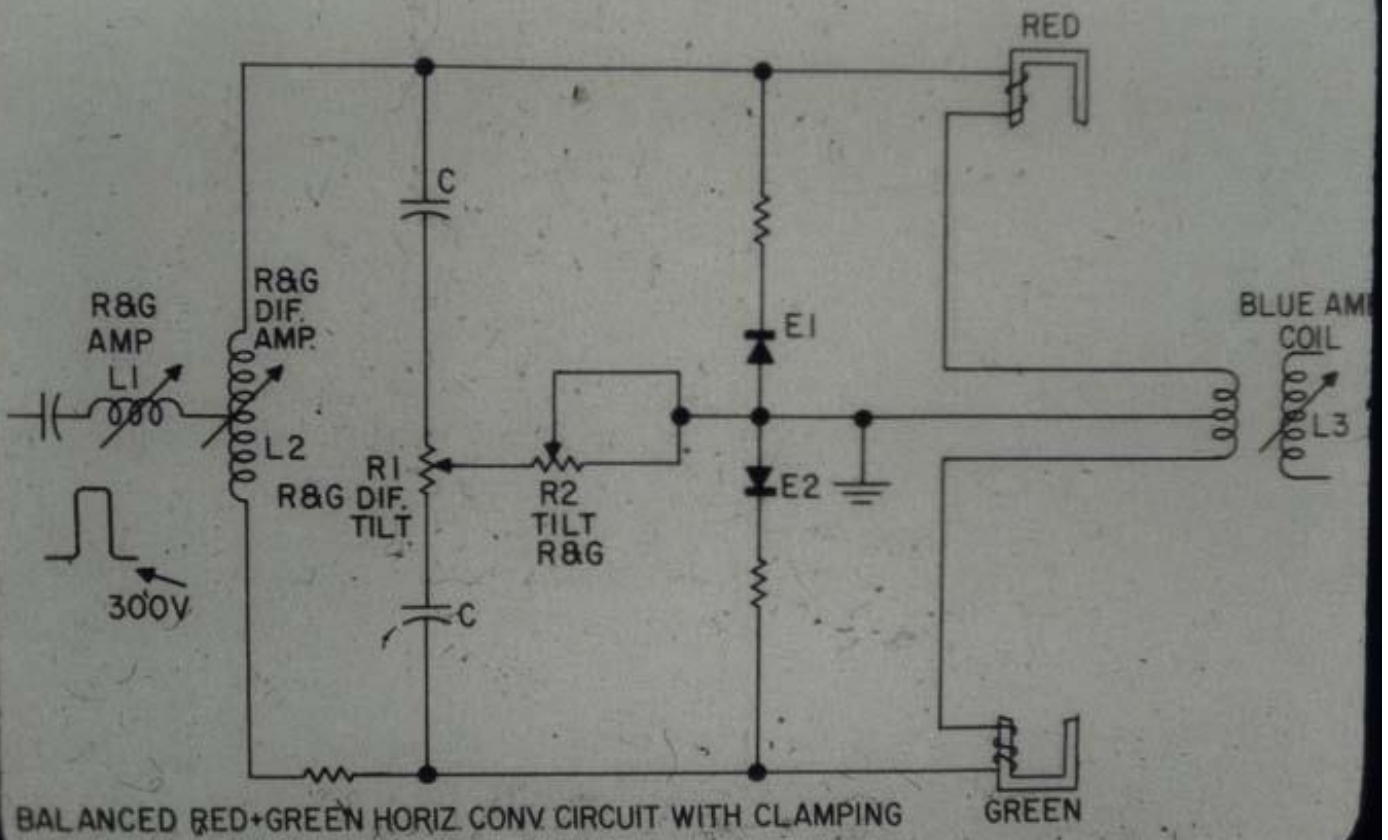 RED
C
R&G
DIF.
AMP.
R&G
AMP
L1
E1
BLUE
COIL
L3
L2
R1
R&G DIF.
TILT
R2
TILT
R&G
E2
300V
C
GREEN
BALANCED RED+GREEN HORIZ CONV. CIRCUIT WITH CLAMPING